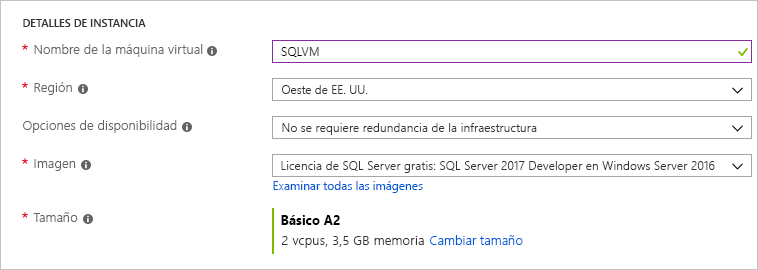 DETALLES DE INSTANCIA
* Nombre de la máquina virtual
SQLVM
* Región
Oeste de EE. UU.
Opciones de disponibilidad
No se requiere redundancia de la infraestructura
* Imagen
Licencia de SQL Server gratis: SQL Server 2017 Developer en Windows Server 2016
Examinar todas las imágenes
* Tamaño
Básico A2
2 vcpus, 3,5 GB memoria Cambiar tamaño